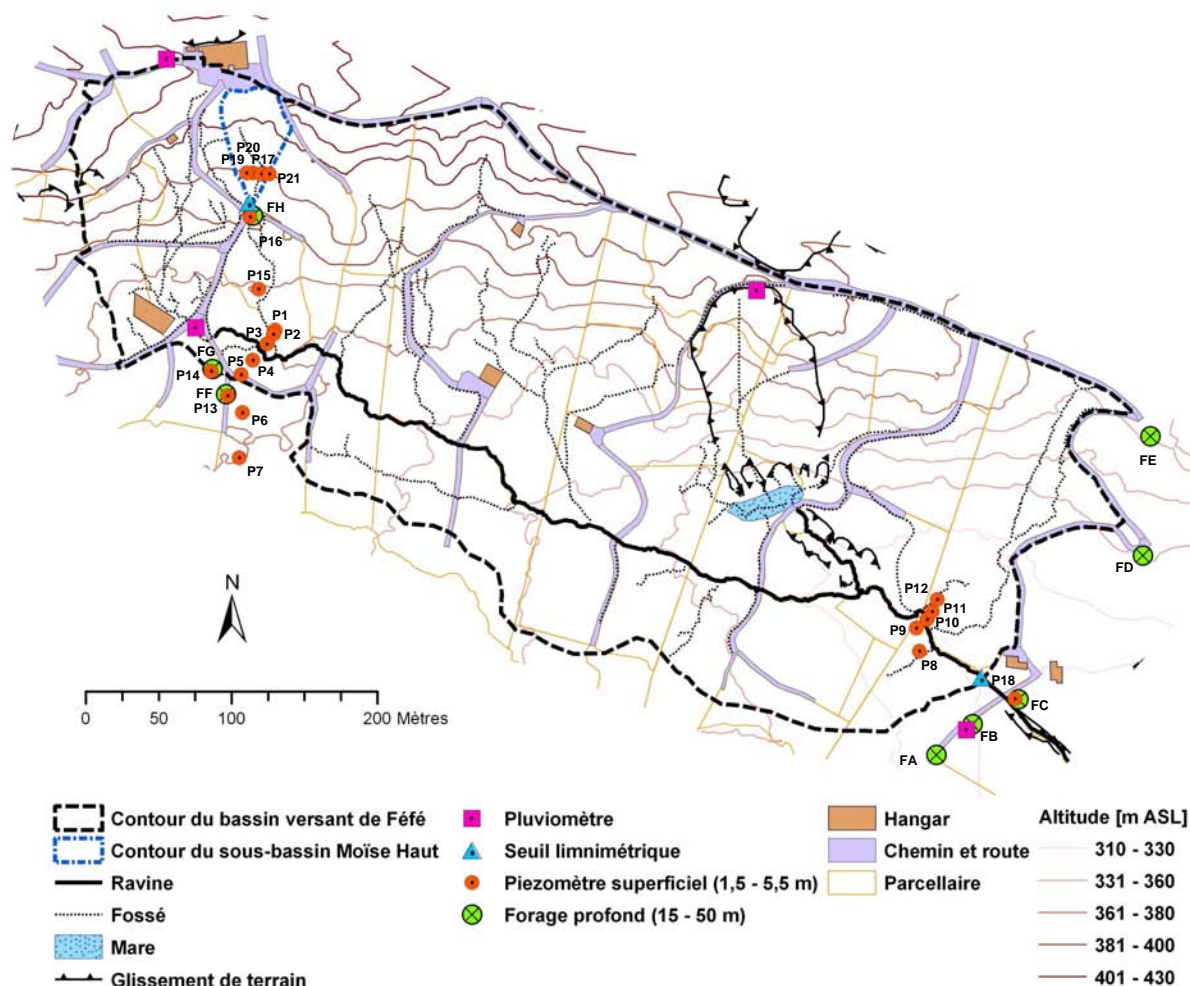 P20
P19 P17
P21
FH
P16
P15
P1
P3 P2
FG P5 P4
P14
FF
P13 P6
P7
FE
FD
P12
P11
P9 P10
P8
P18
FC
FB
FA
N
0 50 100 200 Mètres
Contour du bassin versant de Féfé
Contour du sous-bassin Moïse Haut
Ravine
Fossé
Mare
Glissement de terrain
Pluviomètre
Seuil limnimétrique
Piezomètre superficiel (1,5 - 5,5 m)
Forage profond (15 - 50 m)
Hangar
Chemin et route
Parcellaire
Altitude [m ASL]
310 - 330
331 - 360
361 - 380
381 - 400
401 - 430